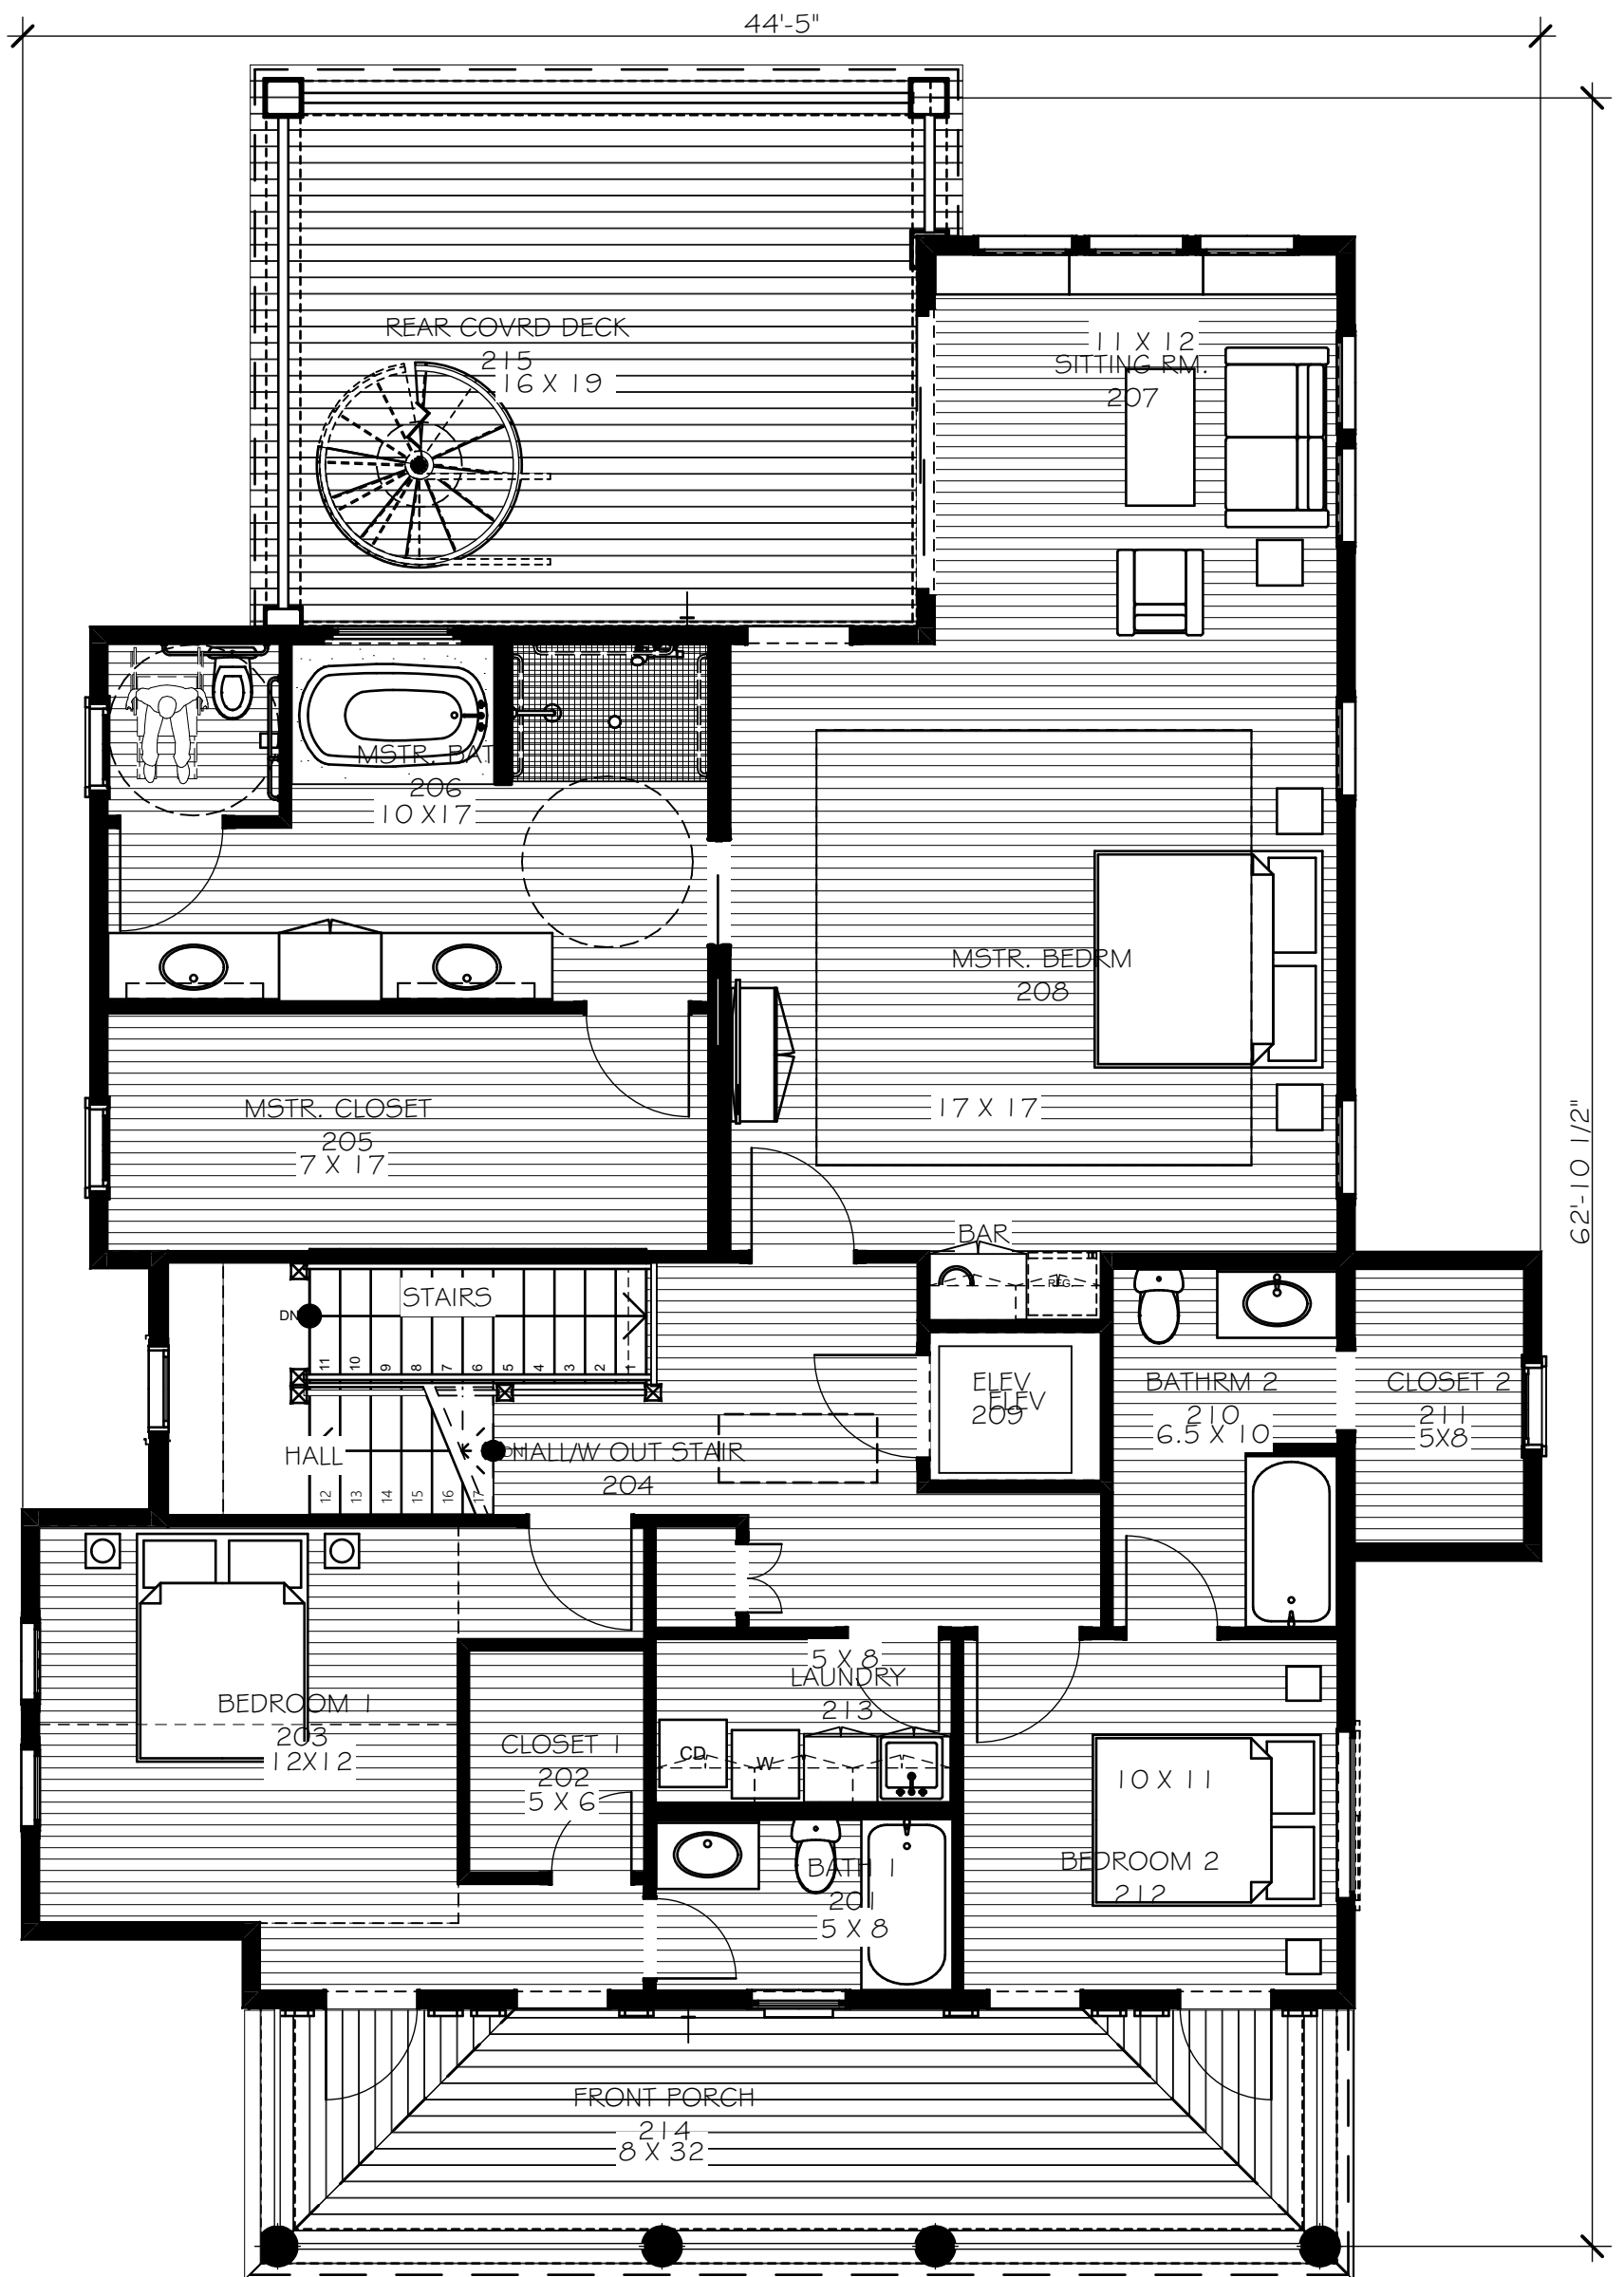 44'-5"
REAR COVRD DECK
215
16 X 19
11 X 12
SITTING RM.
207
MSTR. BAT
206
10 X17
MSTR. BEDRM
208
17 X 17
MSTR. CLOSET
205
7 X 17
62'-10 1/2"
BAR
REG.
STAIRS
DN
11 10 9 8 7 6 5 4 3 2 1
ELEV
ELEV
209
BATHRM 2
210
6.5 X 10
CLOSET 2
211
5X8
HALL
HALL/W OUT STAIR
204
12 13 14 15 16 17
BEDROOM 1
203
12X12
CLOSET 1
202
5 X 6
5 X 8
LAUNDRY
213
CD
W
10 X 11
BEDROOM 2
212
BATH 1
201
5 X 8
FRONT PORCH
214
8 X 32